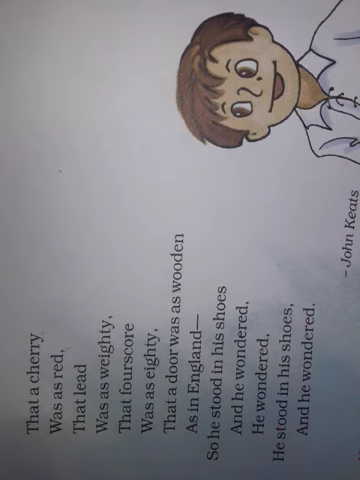 That a cherry
Was as red,
That lead
Was as weighty,
That fourscore
Was as eighty,
That a door was as wooden
As in England—
So he stood in his shoes
And he wondered,
He wondered,
He stood in his shoes,
And he wondered.
– John Keats